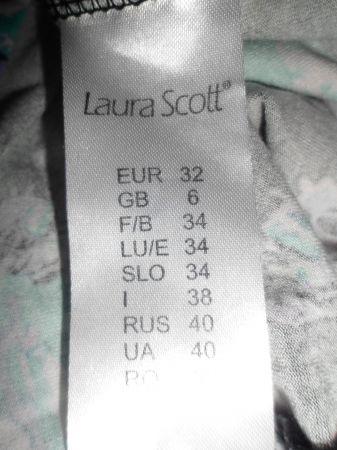 Laura Scott®
EUR 32
GB 6
F/B 34
LU/E 34
SLO 34
I 38
RUS 40
UA 40